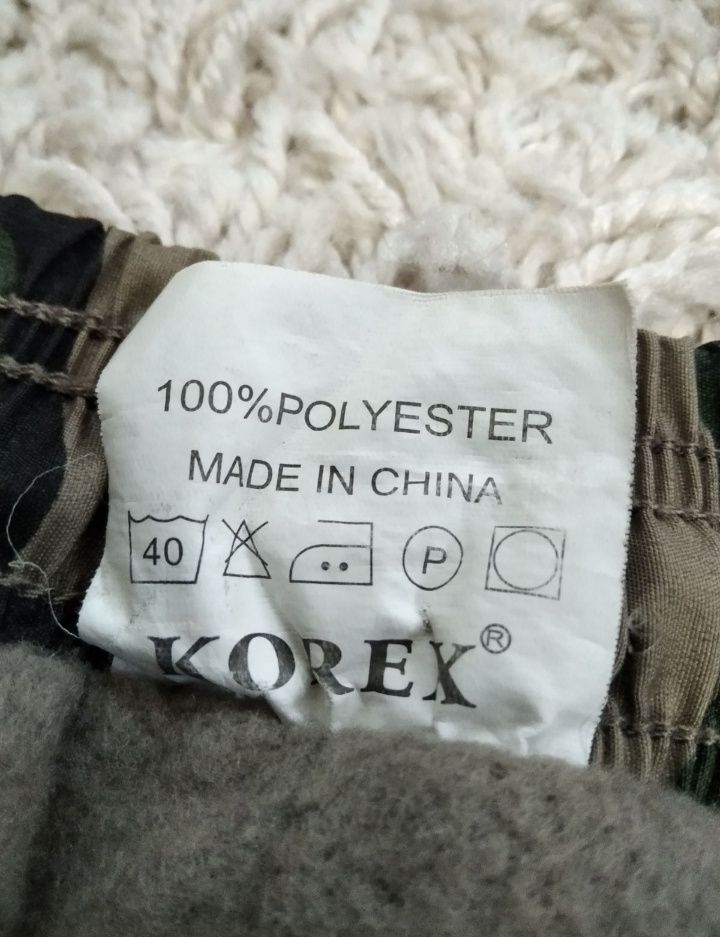 100%POLYESTER
MADE IN CHINA
40 P
KOREX®